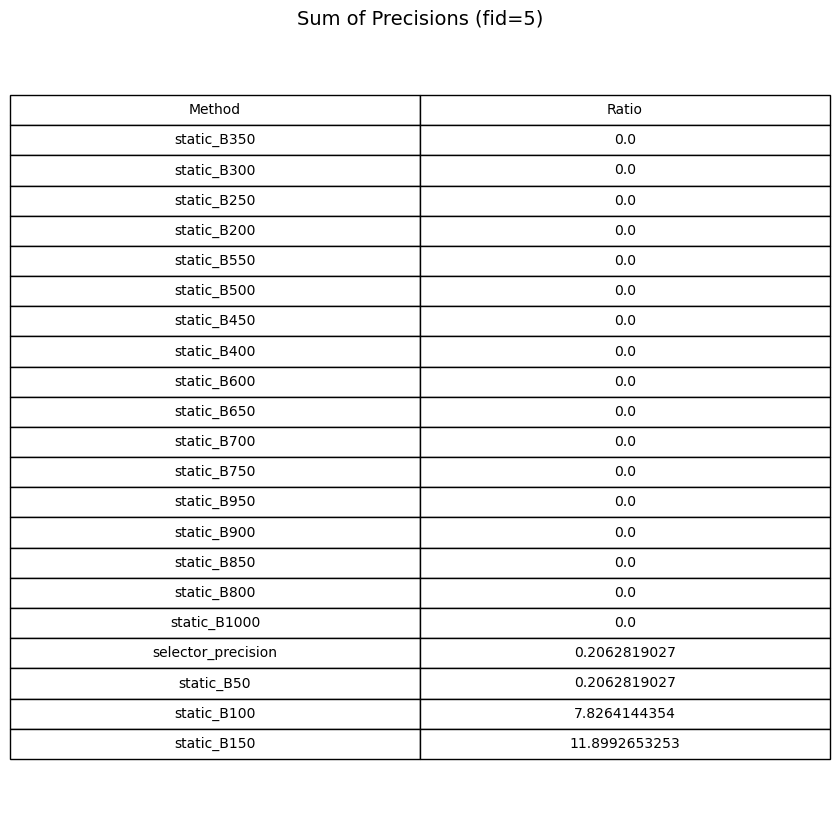 Sum of Precisions (fid=5)
Method Ratio
static_B350 0.0
static_B300 0.0
static_B250 0.0
static_B200 0.0
static_B550 0.0
static_B500 0.0
static_B450 0.0
static_B400 0.0
static_B600 0.0
static_B650 0.0
static_B700 0.0
static_B750 0.0
static_B950 0.0
static_B900 0.0
static_B850 0.0
static_B800 0.0
static_B1000 0.0
selector_precision 0.2062819027
static_B50 0.2062819027
static_B100 7.8264144354
static_B150 11.8992653253